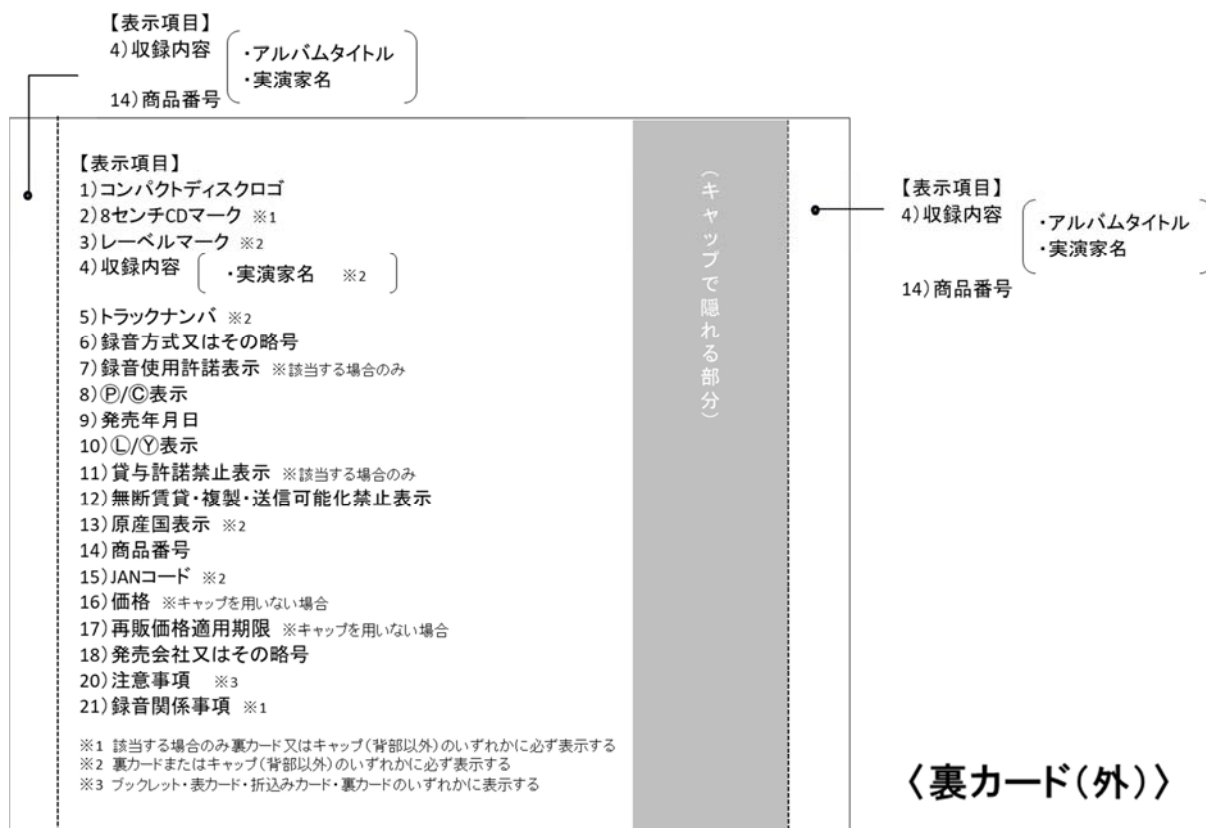 【表示項目】
4)収録内容
・アルバムタイトル
・実演家名
14)商品番号
【表示項目】
1)コンパクトディスクロゴ
2)8センチCDマーク ※1
3)レーベルマーク ※2
4)収録内容 ・実演家名 ※2
5)トラックナンバ ※2
6)録音方式又はその略号
7)録音使用許諾表示 ※該当する場合のみ
8)Ⓟ/Ⓒ表示
9)発売年月日
10)Ⓛ/Ⓨ表示
11)貸与許諾禁止表示 ※該当する場合のみ
12)無断賃貸・複製・送信可能化禁止表示
13)原産国表示 ※2
14)商品番号
15)JANコード ※2
16)価格 ※キャップを用いない場合
17)再販価格適用期限 ※キャップを用いない場合
18)発売会社又はその略号
20)注意事項 ※3
21)録音関係事項 ※1
※1 該当する場合のみ裏カード又はキャップ(背部以外)のいずれかに必ず表示する
※2 裏カードまたはキャップ(背部以外)のいずれかに必ず表示する
※3 ブックレット・表カード・折込みカード・裏カードのいずれかに表示する
(キャップで隠れる部分)
【表示項目】
4)収録内容
・アルバムタイトル
・実演家名
14)商品番号
〈裏カード(外)〉